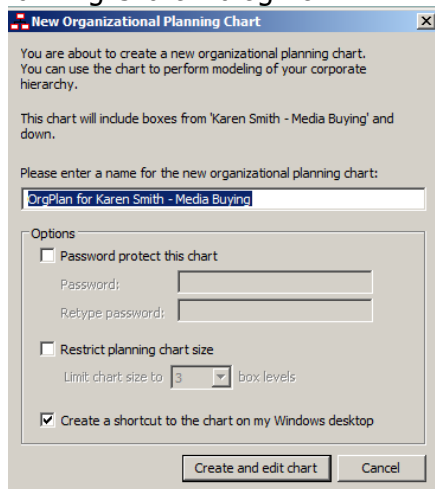 New Organizational Planning Chart
You are about to create a new organizational planning chart.
You can use the chart to perform modeling of your corporate
hierarchy.
This chart will include boxes from 'Karen Smith - Media Buying' and
down.
Please enter a name for the new organizational planning chart:
OrgPlan for Karen Smith - Media Buying
Options
Password protect this chart
Password:
Retype password:
Restrict planning chart size
Limit chart size to 3 box levels
Create a shortcut to the chart on my Windows desktop
Create and edit chart Cancel